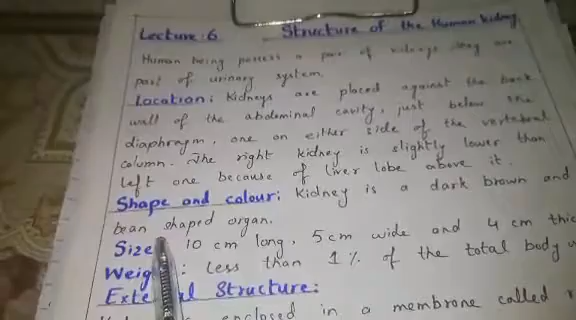 Lecture: 6 Structure of the Human kidney
Human being possess a pair of kidneys they are
part of urinary system.
Location: Kidneys are placed against the back
wall of the abdominal cavity, just below the
diaphragm, one on either side of the vertebral
column. The right kidney is slightly lower than
left one because of liver lobe above it.
Shape and colour: Kidney is a dark brown and
bean shaped organ.
Size 10 cm long, 5cm wide and 4 cm thic
Weig : less than 1% of the total body
Exte al Structure:
enclosed in a membrane called